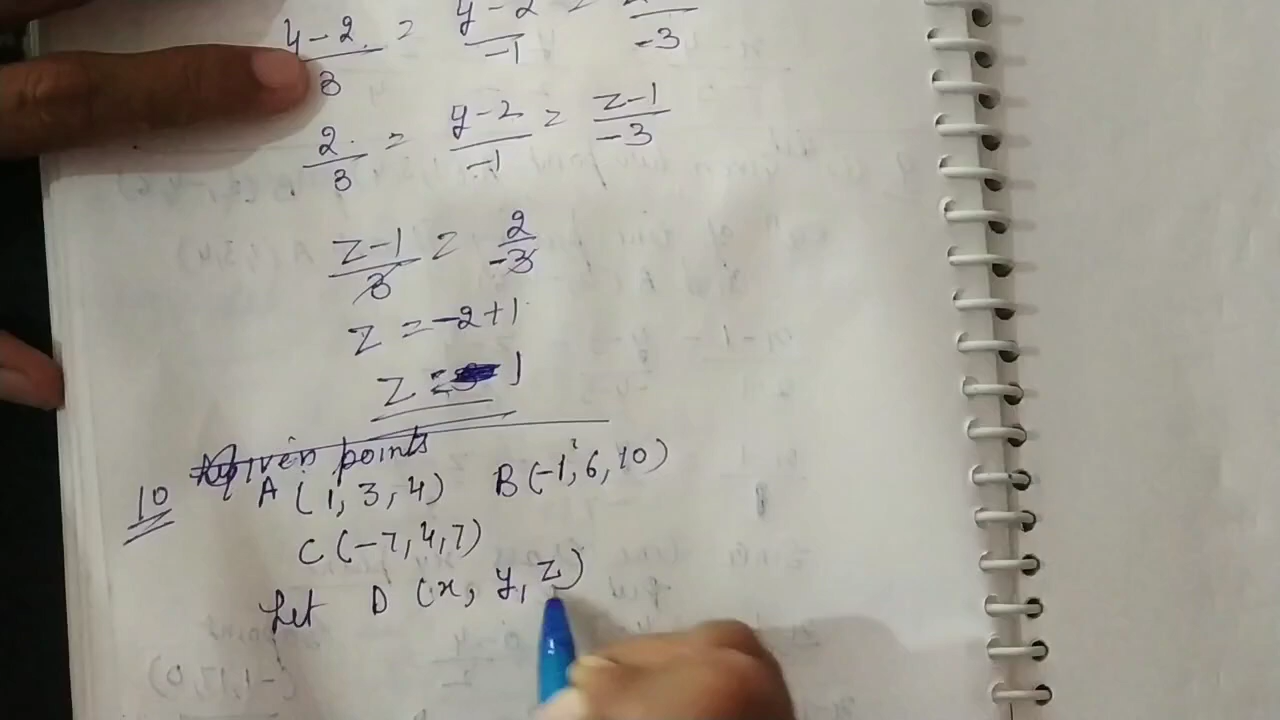 4-2/3 = y-2/-1 = /-3
2/3 = y-2/-1 = z-1/-3
z-1/3 = 2/-3
z = -2+1
z = 1
Given points
10 A (1, 3, 4) B(-1, 6, 10)
C (-7, 4, 7)
Let D (x, y, z)